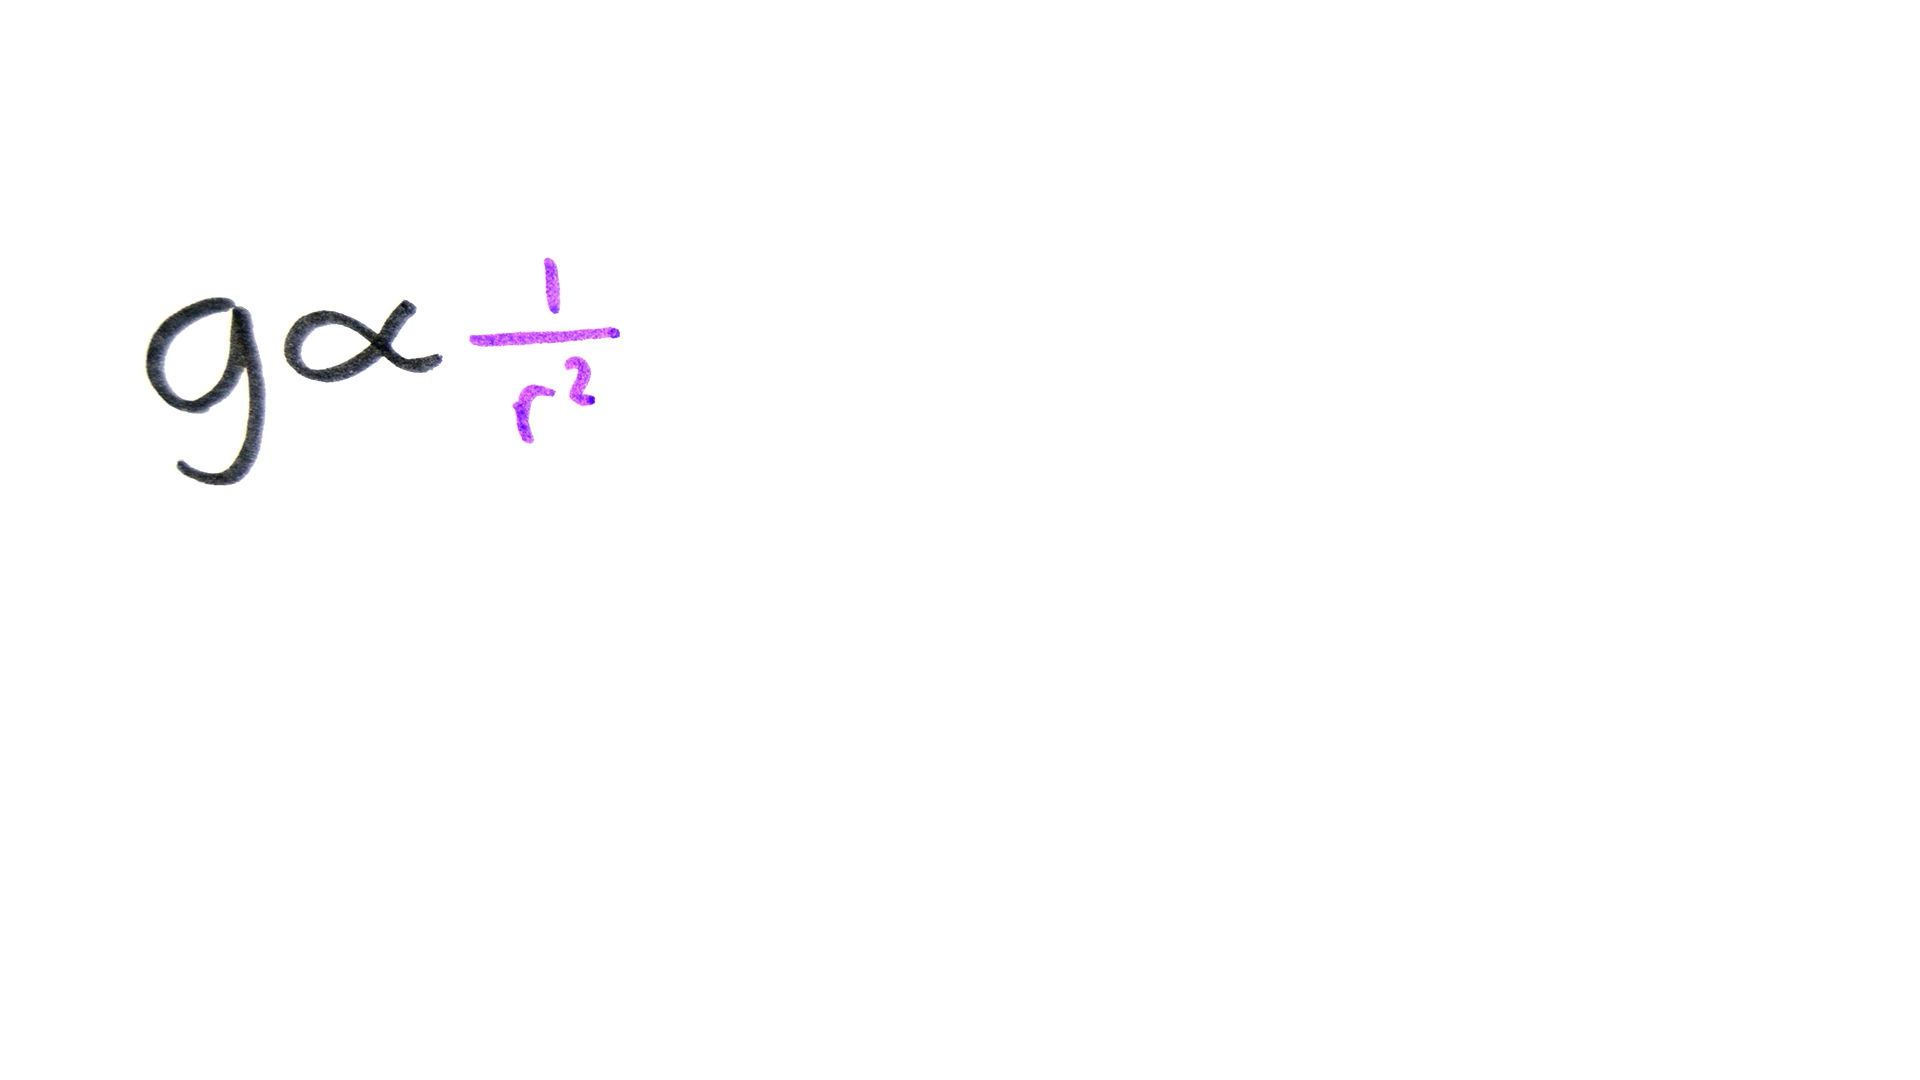 g ∝ 1/r²